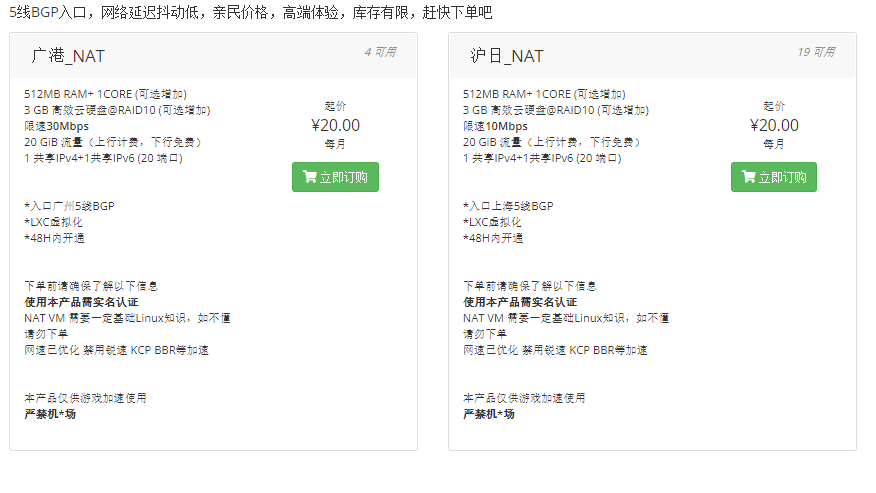 5线BGP入口，网络延迟抖动低，亲民价格，高端体验，库存有限，赶快下单吧
广港_NAT
4 可用
512MB RAM+ 1CORE (可选增加)
3 GB 高效云硬盘@RAID10 (可选增加)
限速30Mbps
20 GiB 流量（上行计费，下行免费）
1 共享IPv4+1共享IPv6 (20 端口)
起价
¥20.00
每月
立即订购
*入口广州5线BGP
*LXC虚拟化
*48H内开通
下单前请确保了解以下信息
使用本产品需实名认证
NAT VM 需要一定基础Linux知识，如不懂
请勿下单
网速已优化 禁用锐速 KCP BBR等加速
本产品仅供游戏加速使用
严禁机*场
沪日_NAT
19 可用
512MB RAM+ 1CORE (可选增加)
3 GB 高效云硬盘@RAID10 (可选增加)
限速10Mbps
20 GiB 流量（上行计费，下行免费）
1 共享IPv4+1共享IPv6 (20 端口)
起价
¥20.00
每月
立即订购
*入口上海5线BGP
*LXC虚拟化
*48H内开通
下单前请确保了解以下信息
使用本产品需实名认证
NAT VM 需要一定基础Linux知识，如不懂
请勿下单
网速已优化 禁用锐速 KCP BBR等加速
本产品仅供游戏加速使用
严禁机*场